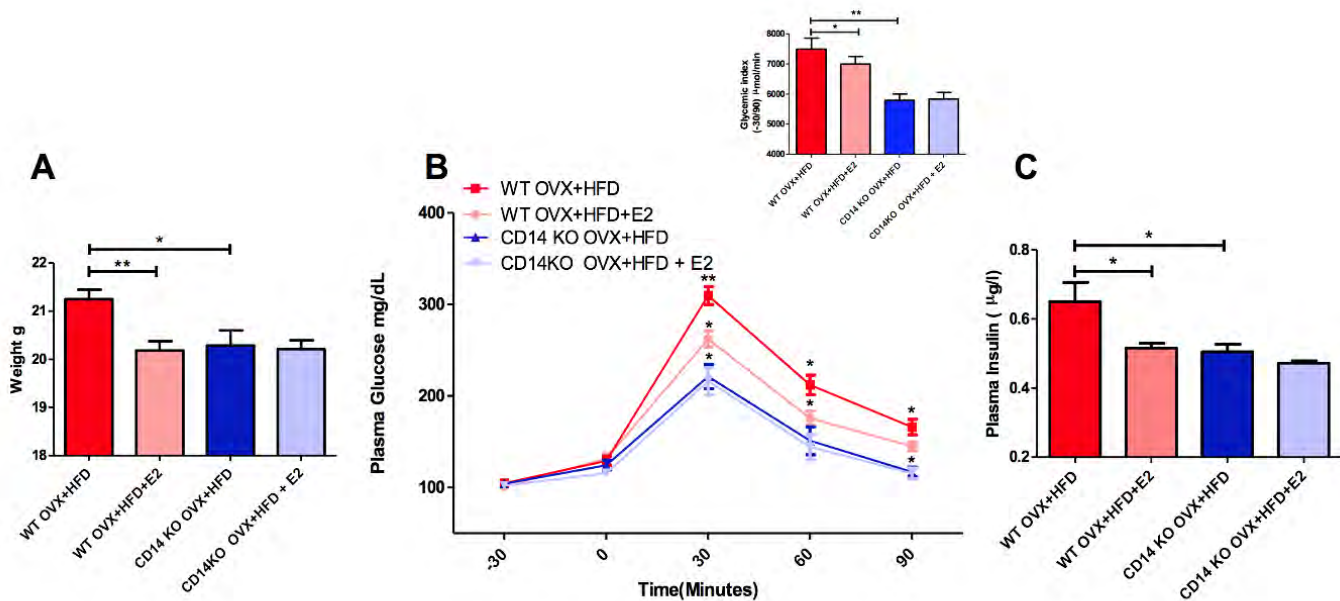 **
*
8000
7000
6000
5000
4000
Glycemic index
(-30/90) µmol/min
WT OVX+HFD
WT OVX+HFD+E2
CD14 KO OVX+HFD
CD14KO OVX+HFD + E2
A
*
**
22
21
20
19
18
Weight g
WT OVX+HFD
WT OVX+HFD+E2
CD14 KO OVX+HFD
CD14KO OVX+HFD + E2
B
WT OVX+HFD
WT OVX+HFD+E2
CD14 KO OVX+HFD
CD14KO OVX+HFD + E2
400
300
200
100
Plasma Glucose mg/dL
**
*
*
*
*
*
*
-30
0
30
60
90
Time(Minutes)
C
*
*
0.8
0.6
0.4
0.2
Plasma Insulin ( µg/l)
WT OVX+HFD
WT OVX+HFD+E2
CD14 KO OVX+HFD
CD14 KO OVX+HFD+E2